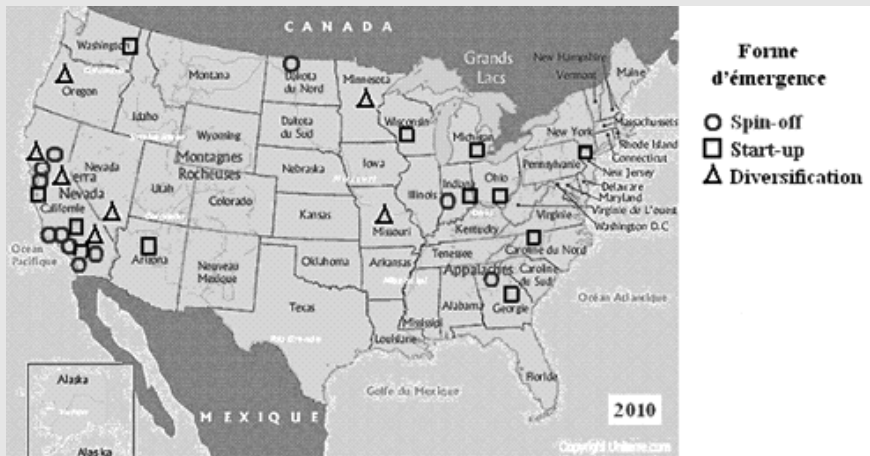 CANADA
Washington
Montana
Dakota
du Nord
Minnesota
Grands
Lacs
New Hampshire
Vermont
Maine
Oregon
Idaho
Wyoming
Dakota
du Sud
Wisconsin
Michigan
New York
Massachussets
Rhode Island
Connecticut
Montagnes
Rocheuses
Nebraska
Iowa
Pennsylvanie
New Jersey
Delaware
Maryland
Nevada
Nevada
Utah
Colorado
Kansas
Illinois
Indiana
Ohio
Virginie
Virginie de L'ouest
Washington D.C
Californie
Missouri
Kentucky
Océan
Pacifique
Arizona
Nouveau
Mexique
Oklahoma
Arkansas
Tenessee
Caroline du Nord
Appalaches
Caroline
du Sud
Texas
Mississipi
Alabama
Georgie
Océan Atlantique
Louisiane
Floride
Alaska
Alaska
Golfe du Mexique
MEXIQUE
2010
Copyright Uniterre.com
Forme
d'émergence
Spin-off
Start-up
Diversification